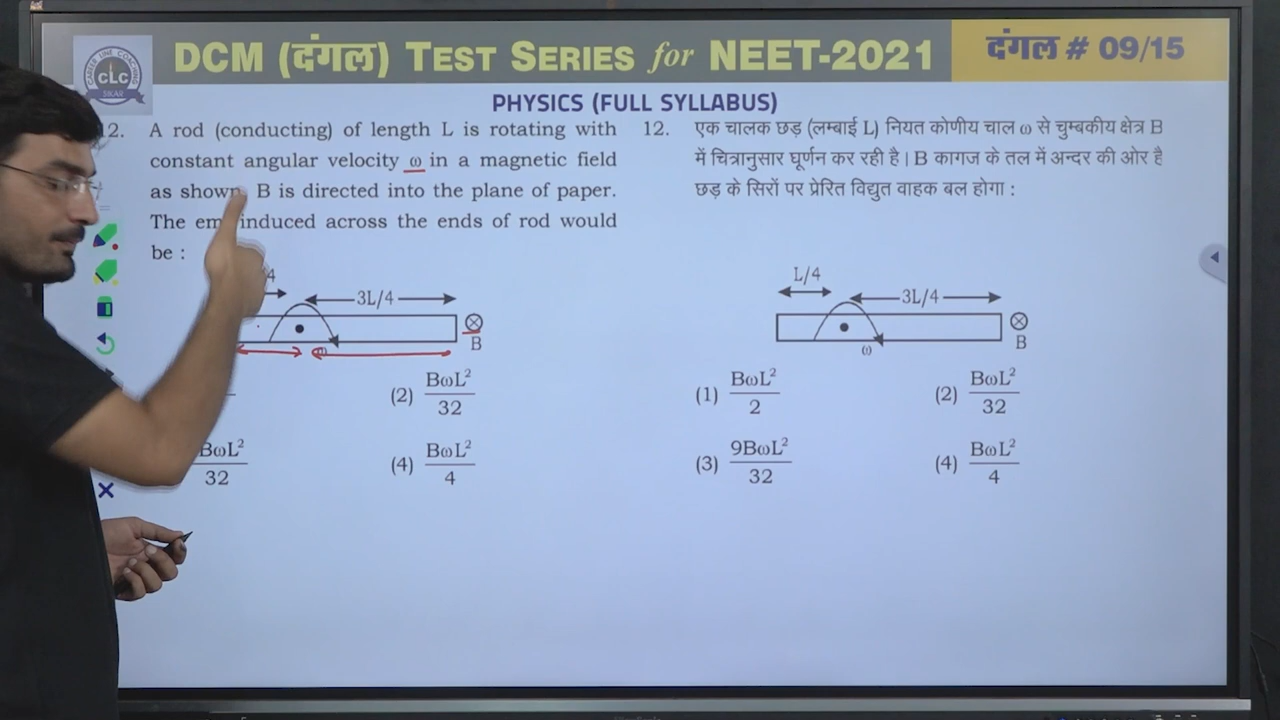 CLC
SIKAR
DCM (दंगल) TEST SERIES for NEET-2021
दंगल # 09/15
PHYSICS (FULL SYLLABUS)
12. A rod (conducting) of length L is rotating with
constant angular velocity ω in a magnetic field
as shown B is directed into the plane of paper.
The induced across the ends of rod would
be :
3L/4
B
(2) BωL²/32
BωL²/32
(4) BωL²/4
12. एक चालक छड़ (लम्बाई L) नियत कोणीय चाल ω से चुम्बकीय क्षेत्र B
में चित्रानुसार घूर्णन कर रही है। B कागज के तल में अन्दर की ओर है
छड़ के सिरों पर प्रेरित विद्युत वाहक बल होगा :
L/4
3L/4
B
ω
(1) BωL²/2
(2) BωL²/32
(3) 9BωL²/32
(4) BωL²/4